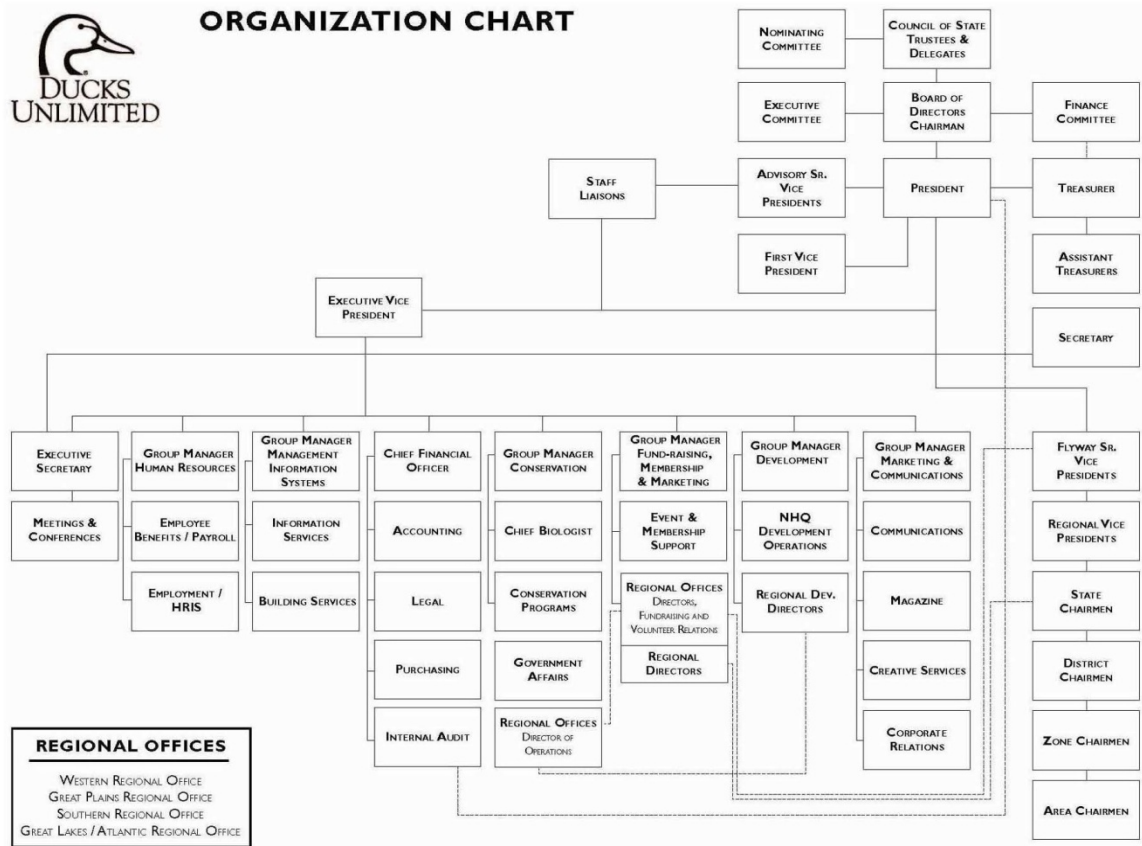 ORGANIZATION CHART
DUCKS
UNLIMITED
NOMINATING
COMMITTEE
COUNCIL OF STATE
TRUSTEES &
DELEGATES
EXECUTIVE
COMMITTEE
BOARD OF
DIRECTORS
CHAIRMAN
FINANCE
COMMITTEE
STAFF
LIAISONS
ADVISORY SR.
VICE
PRESIDENTS
PRESIDENT
TREASURER
FIRST VICE
PRESIDENT
ASSISTANT
TREASURERS
EXECUTIVE VICE
PRESIDENT
SECRETARY
EXECUTIVE
SECRETARY
GROUP MANAGER
HUMAN RESOURCES
GROUP MANAGER
MANAGEMENT
INFORMATION
SYSTEMS
CHIEF FINANCIAL
OFFICER
GROUP MANAGER
CONSERVATION
GROUP MANAGER
FUND-RAISING,
MEMBERSHIP
& MARKETING
GROUP MANAGER
DEVELOPMENT
GROUP MANAGER
MARKETING &
COMMUNICATIONS
FLYWAY SR.
VICE
PRESIDENTS
MEETINGS &
CONFERENCES
EMPLOYEE
BENEFITS / PAYROLL
INFORMATION
SERVICES
ACCOUNTING
CHIEF BIOLOGIST
EVENT &
MEMBERSHIP
SUPPORT
NHQ
DEVELOPMENT
OPERATIONS
COMMUNICATIONS
REGIONAL VICE
PRESIDENTS
EMPLOYMENT /
HRIS
BUILDING SERVICES
LEGAL
CONSERVATION
PROGRAMS
REGIONAL OFFICES
DIRECTORS,
FUNDRAISING AND
VOLUNTEER RELATIONS
REGIONAL DEV.
DIRECTORS
MAGAZINE
STATE
CHAIRMEN
PURCHASING
GOVERNMENT
AFFAIRS
REGIONAL
DIRECTORS
CREATIVE SERVICES
DISTRICT
CHAIRMEN
INTERNAL AUDIT
REGIONAL OFFICES
DIRECTOR OF
OPERATIONS
CORPORATE
RELATIONS
ZONE CHAIRMEN
AREA CHAIRMEN
REGIONAL OFFICES
WESTERN REGIONAL OFFICE
GREAT PLAINS REGIONAL OFFICE
SOUTHERN REGIONAL OFFICE
GREAT LAKES / ATLANTIC REGIONAL OFFICE